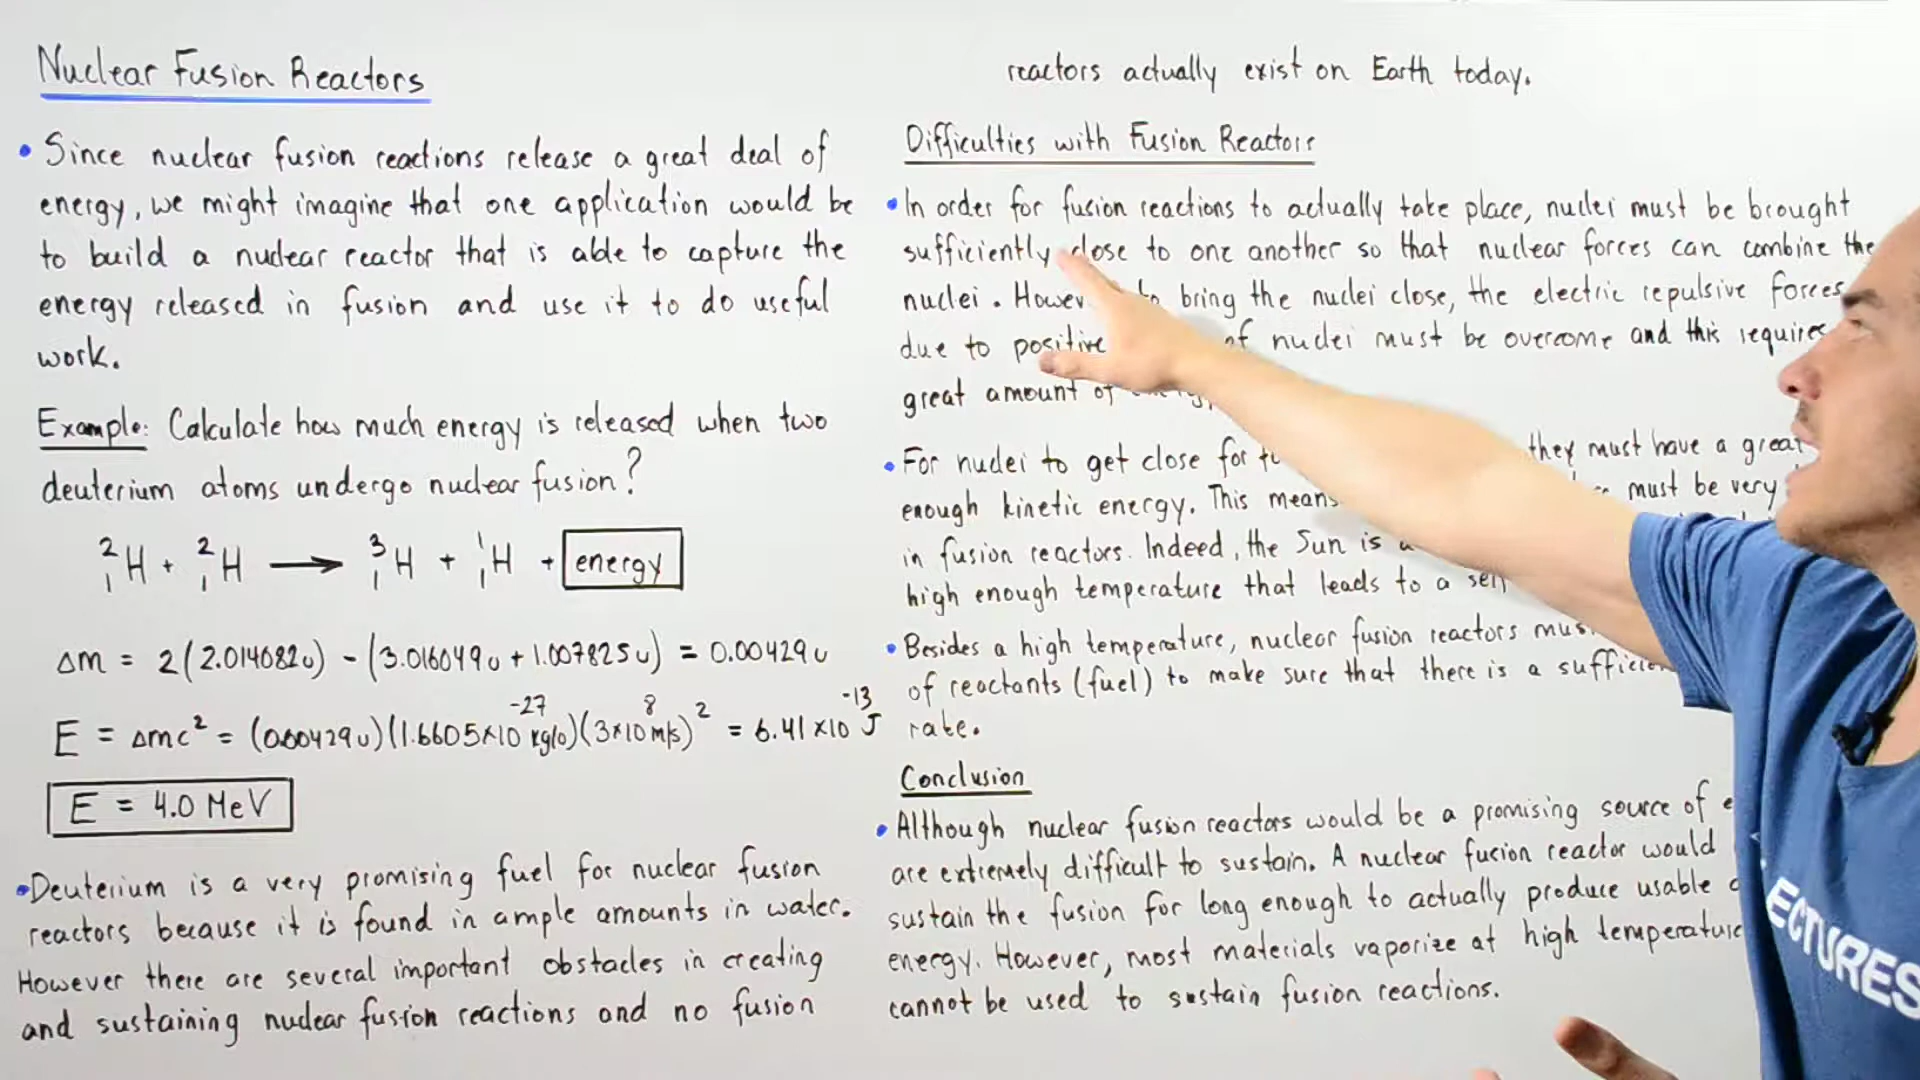 Nuclear Fusion Reactors
• Since nuclear fusion reactions release a great deal of
energy, we might imagine that one application would be
to build a nuclear reactor that is able to capture the
energy released in fusion and use it to do useful
work.
Example: Calculate how much energy is released when two
deuterium atoms undergo nuclear fusion?
²₁H + ²₁H ⟶ ³₁H + ¹₁H + energy
Δm = 2(2.014082u) - (3.016049u + 1.007825u) = 0.00429u
E = Δmc² = (0.00429u)(1.6605×10⁻²⁷ kg/u)(3×10⁸ m/s)² = 6.41×10⁻¹³ J
E = 4.0 MeV
• Deuterium is a very promising fuel for nuclear fusion
reactors because it is found in ample amounts in water.
However there are several important obstacles in creating
and sustaining nuclear fusion reactions and no fusion
reactors actually exist on Earth today.
Difficulties with Fusion Reactors
• In order for fusion reactions to actually take place, nuclei must be brought
sufficiently close to one another so that nuclear forces can combine the
nuclei. However to bring the nuclei close, the electric repulsive forces
due to positive of nuclei must be overcome and this requires
great amount of
• For nuclei to get close for they must have a great
enough kinetic energy. This means must be very
in fusion reactors. Indeed, the Sun is a
high enough temperature that leads to a self
• Besides a high temperature, nuclear fusion reactors must
of reactants (fuel) to make sure that there is a sufficient
rate.
Conclusion
• Although nuclear fusion reactors would be a promising source of
are extremely difficult to sustain. A nuclear fusion reactor would
sustain the fusion for long enough to actually produce usable
energy. However, most materials vaporize at high temperature
cannot be used to sustain fusion reactions.
ECTURES